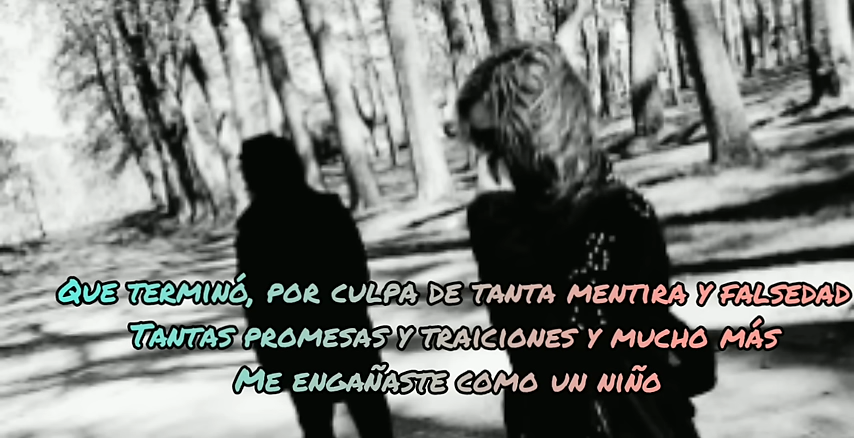 Que terminó, por culpa de tanta mentira y falsedad
Tantas promesas y traiciones y mucho más
Me engañaste como un niño